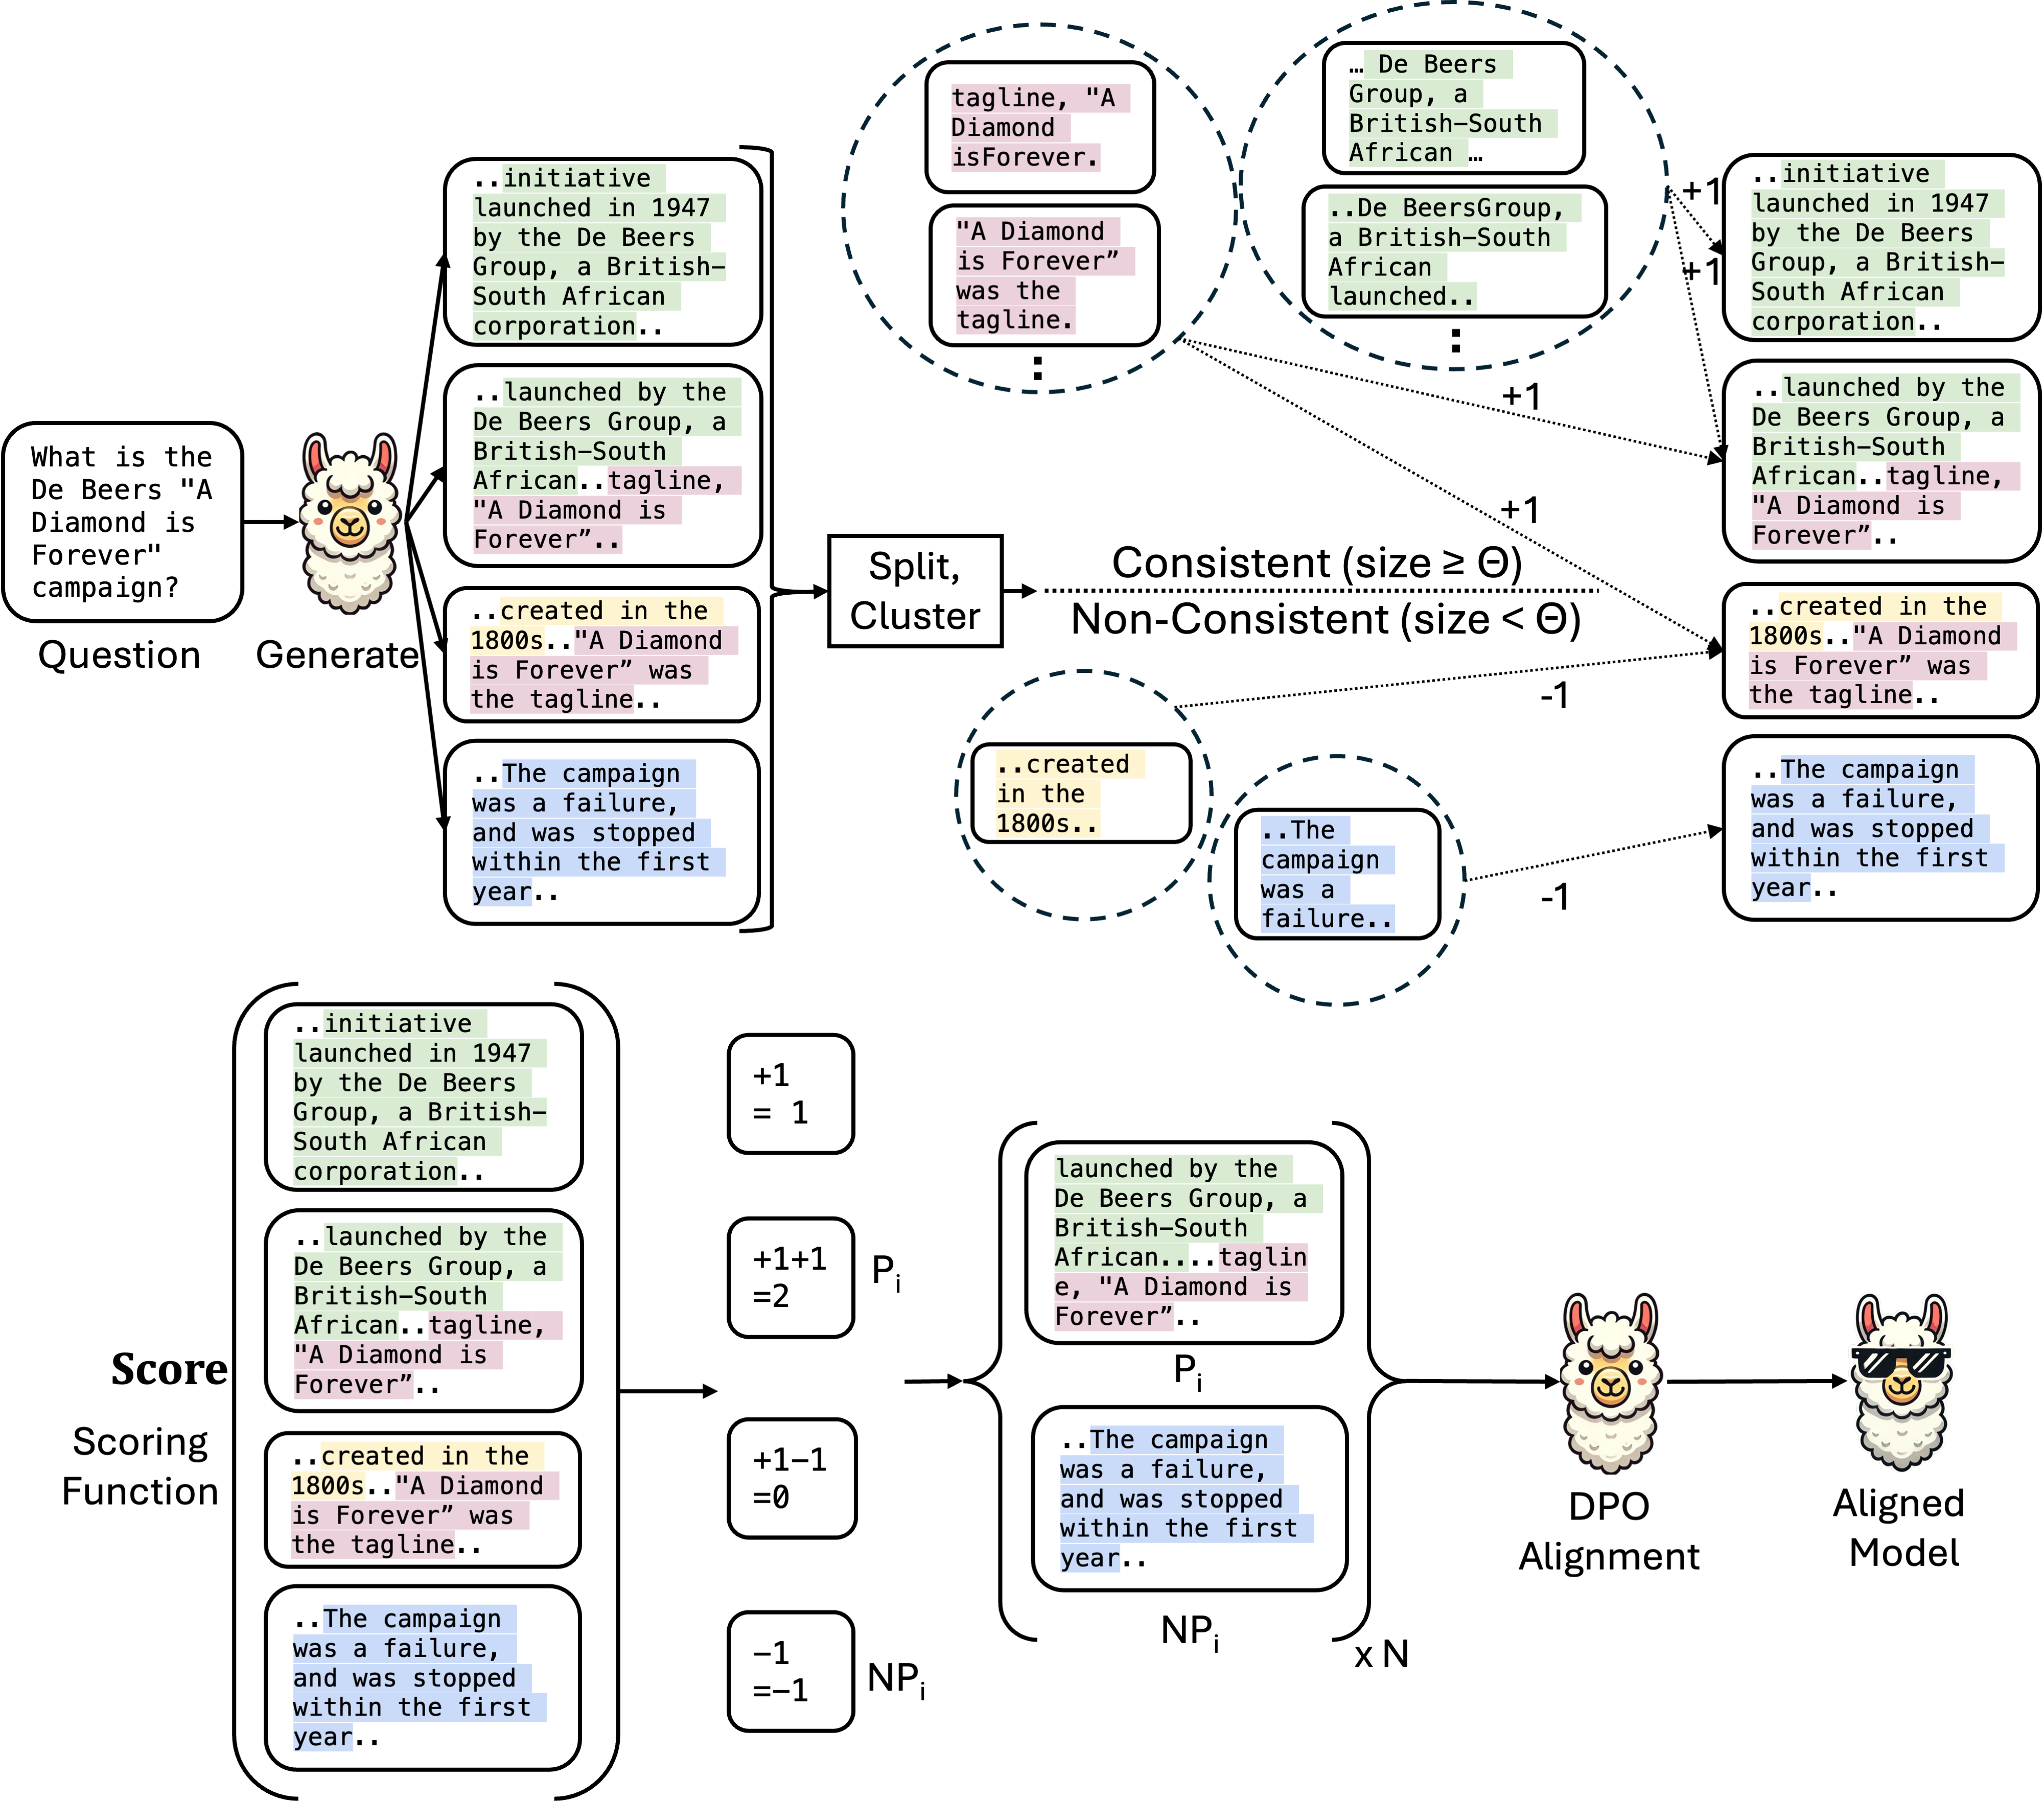 What is the
De Beers "A
Diamond is
Forever"
campaign?
Question
Generate
..initiative
launched in 1947
by the De Beers
Group, a British–
South African
corporation..
..launched by the
De Beers Group, a
British–South
African..tagline,
"A Diamond is
Forever”..
..created in the
1800s.."A Diamond
is Forever” was
the tagline..
..The campaign
was a failure,
and was stopped
within the first
year..
Split,
Cluster
tagline, "A
Diamond
isForever.
"A Diamond
is Forever”
was the
tagline.
:
… De Beers
Group, a
British–South
African …
..De BeersGroup,
a British–South
African
launched..
:
Consistent (size ≥ Θ)
Non-Consistent (size < Θ)
..created
in the
1800s..
..The
campaign
was a
failure..
+1
+1
+1
+1
-1
-1
..initiative
launched in 1947
by the De Beers
Group, a British–
South African
corporation..
..launched by the
De Beers Group, a
British–South
African..tagline,
"A Diamond is
Forever”..
..created in the
1800s.."A Diamond
is Forever” was
the tagline..
..The campaign
was a failure,
and was stopped
within the first
year..
Score
Scoring
Function
..initiative
launched in 1947
by the De Beers
Group, a British–
South African
corporation..
..launched by the
De Beers Group, a
British–South
African..tagline,
"A Diamond is
Forever”..
..created in the
1800s.."A Diamond
is Forever” was
the tagline..
..The campaign
was a failure,
and was stopped
within the first
year..
+1
= 1
+1+1
=2
Pi
+1–1
=0
–1
=–1
NPi
launched by the
De Beers Group, a
British–South
African....taglin
e, "A Diamond is
Forever”..
Pi
..The campaign
was a failure,
and was stopped
within the first
year..
NPi
x N
DPO
Alignment
Aligned
Model